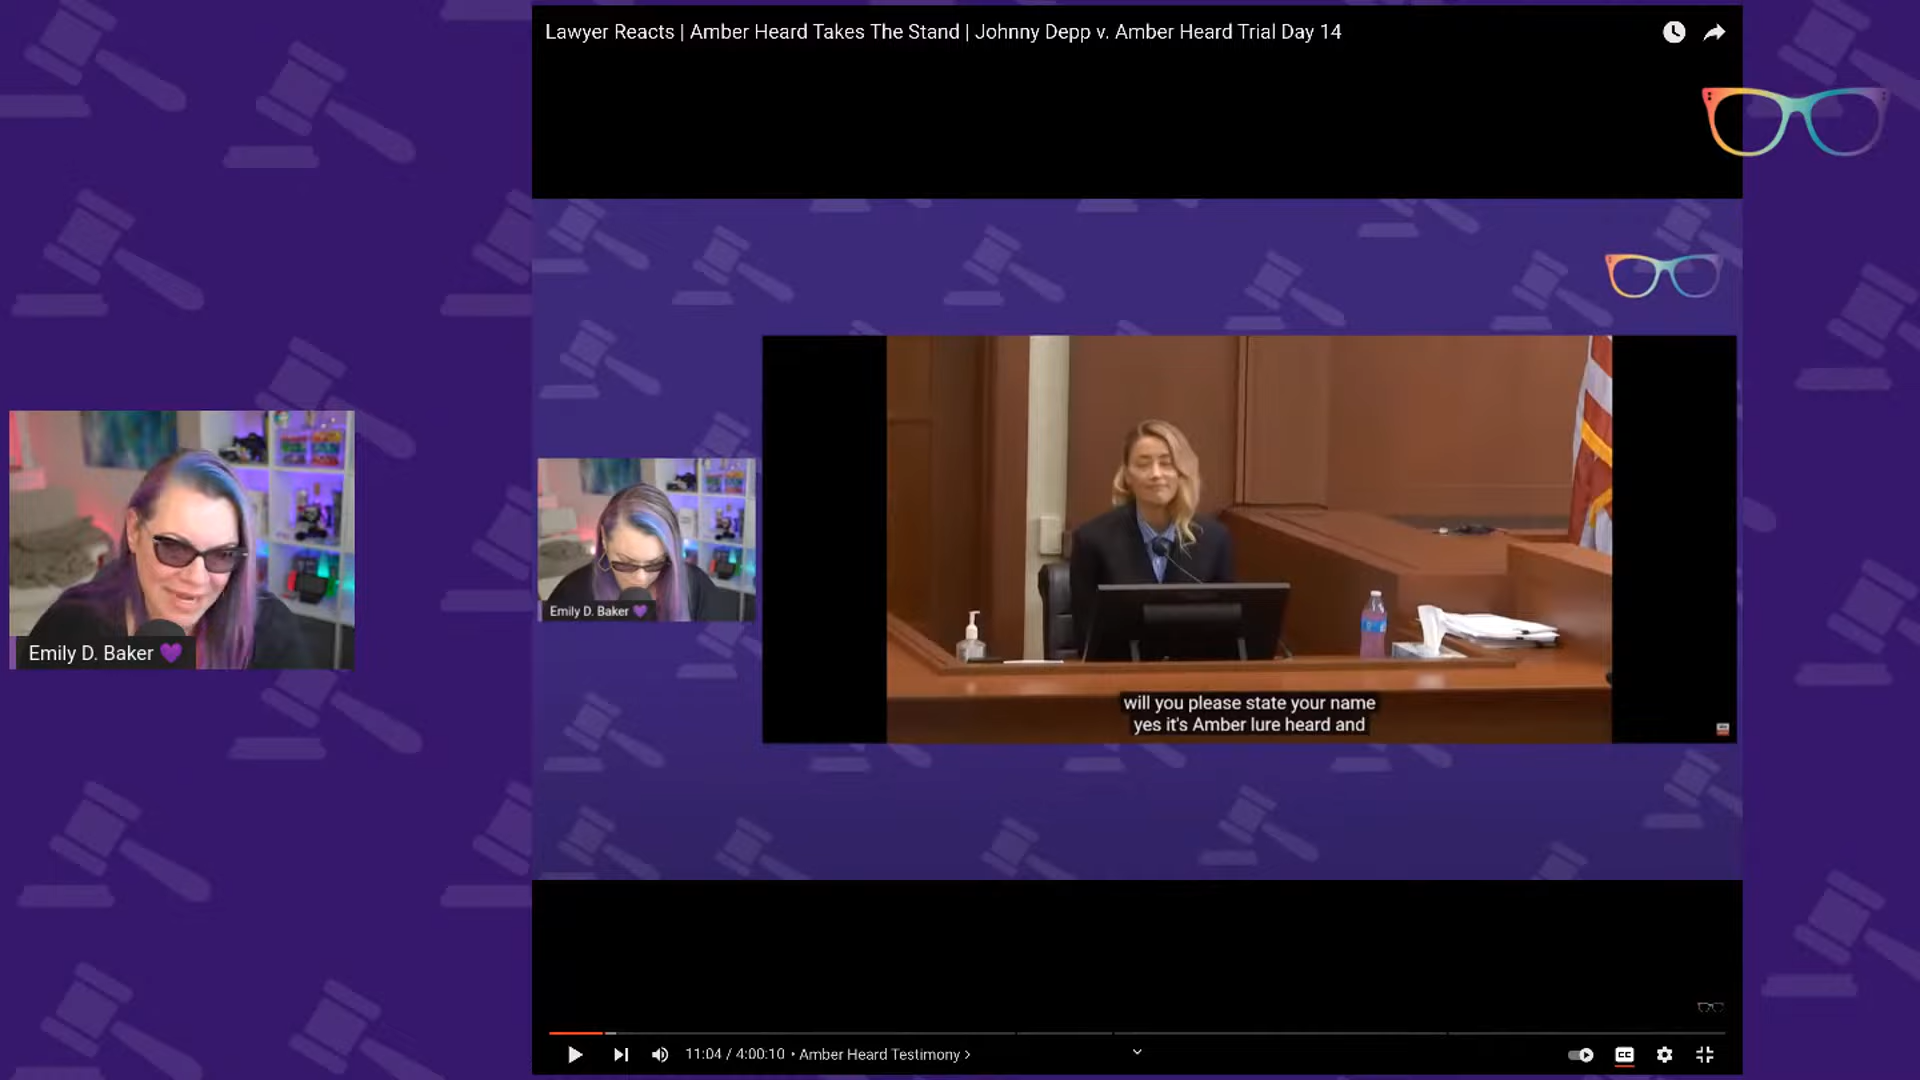 Lawyer Reacts | Amber Heard Takes The Stand | Johnny Depp v. Amber Heard Trial Day 14
Emily D. Baker 💜
Emily D. Baker 💜
will you please state your name
yes it's Amber lure heard and
11:04 / 4:00:10 • Amber Heard Testimony ›
CC